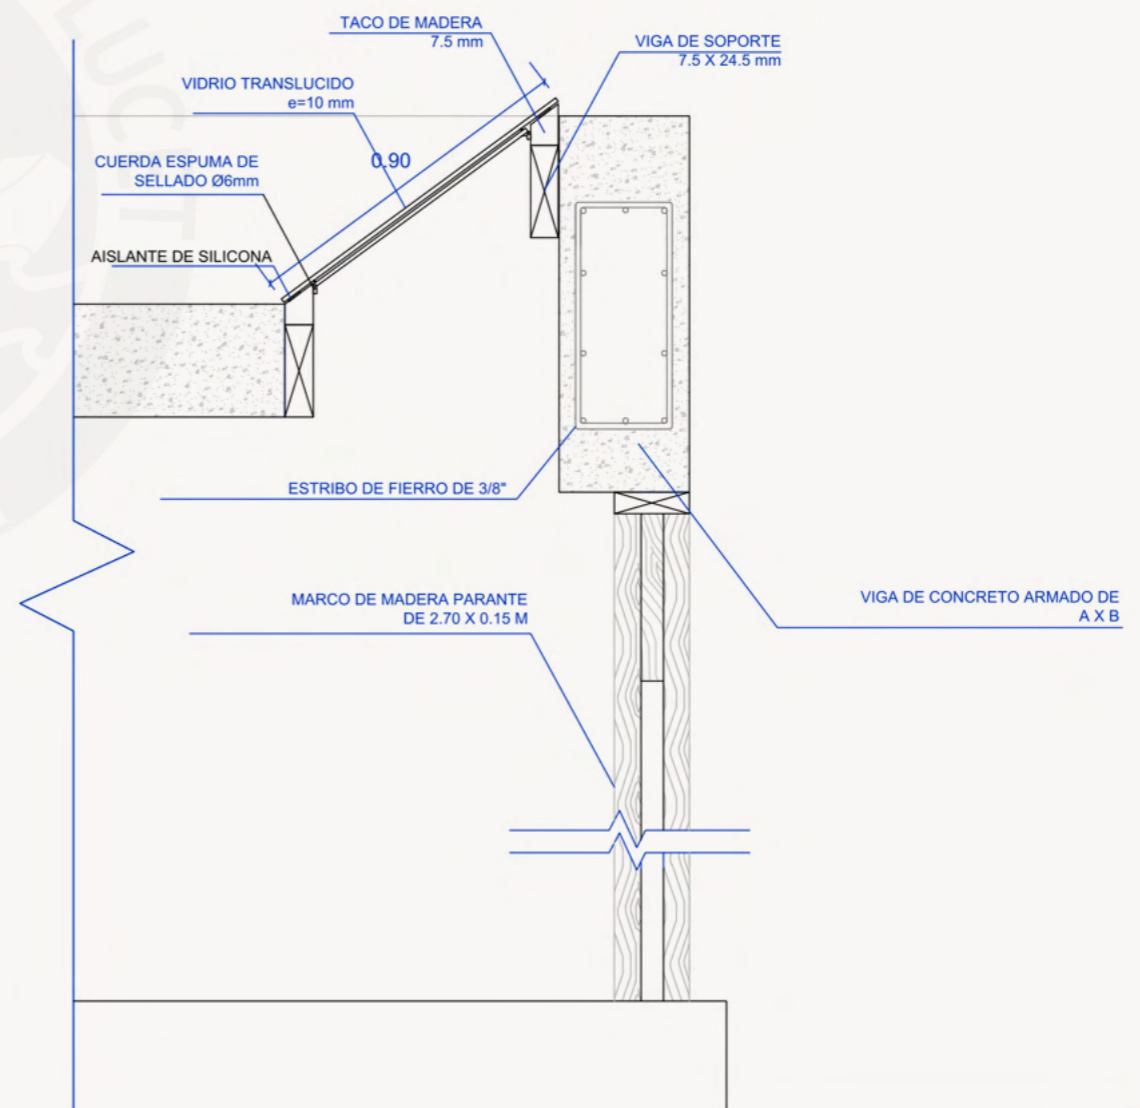 TACO DE MADERA
7.5 mm
VIGA DE SOPORTE
7.5 X 24.5 mm
VIDRIO TRANSLUCIDO
e=10 mm
0.90
CUERDA ESPUMA DE
SELLADO Ø6mm
AISLANTE DE SILICONA
ESTRIBO DE FIERRO DE 3/8"
MARCO DE MADERA PARANTE
DE 2.70 X 0.15 M
VIGA DE CONCRETO ARMADO DE
A X B